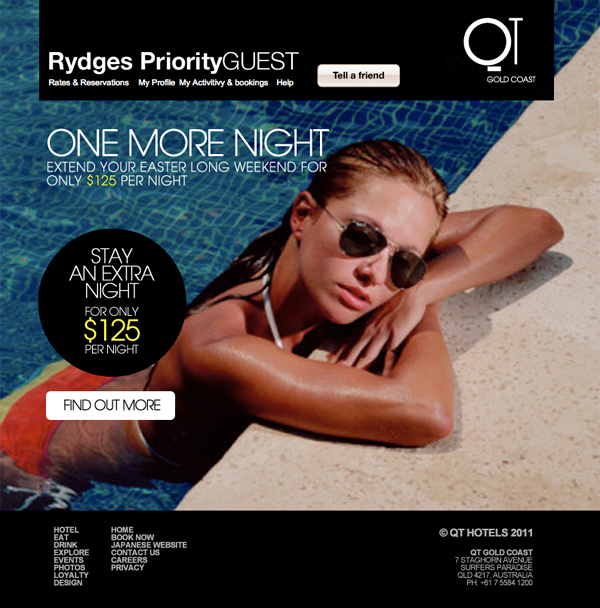 Rydges PriorityGUEST
Rates & Reservations My Profile My Activitivy & bookings Help
Tell a friend
QT
GOLD COAST
ONE MORE NIGHT
EXTEND YOUR EASTER LONG WEEKEND FOR
ONLY $125 PER NIGHT
STAY
AN EXTRA
NIGHT
FOR ONLY
$125
PER NIGHT
FIND OUT MORE
HOTEL
EAT
DRINK
EXPLORE
EVENTS
PHOTOS
LOYALTY
DESIGN
HOME
BOOK NOW
JAPANESE WEBSITE
CONTACT US
CAREERS
PRIVACY
© QT HOTELS 2011
QT GOLD COAST
7 STAGHORN AVENUE
SURFERS PARADISE
QLD 4217, AUSTRALIA
PH. +61 7 5584 1200